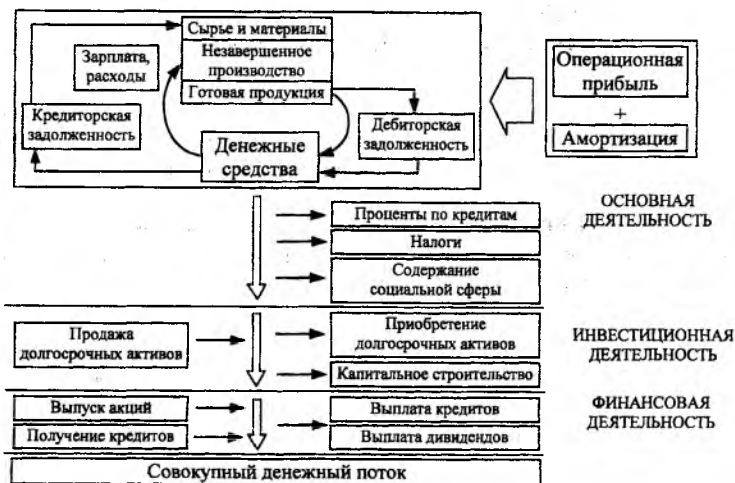 Сырье и материалы
Зарплата,
расходы
Незавершенное
производство
Готовая продукция
Кредиторская
задолженность
Денежные
средства
Дебиторская
задолженность
Операционная
прибыль
+
Амортизация
ОСНОВНАЯ
ДЕЯТЕЛЬНОСТЬ
Проценты по кредитам
Налоги
Содержание
социальной сферы
Продажа
долгосрочных активов
Приобретение
долгосрочных активов
Капитальное строительство
ИНВЕСТИЦИОННАЯ
ДЕЯТЕЛЬНОСТЬ
Выпуск акций
Получение кредитов
Выплата кредитов
Выплата дивидендов
ФИНАНСОВАЯ
ДЕЯТЕЛЬНОСТЬ
Совокупный денежный поток